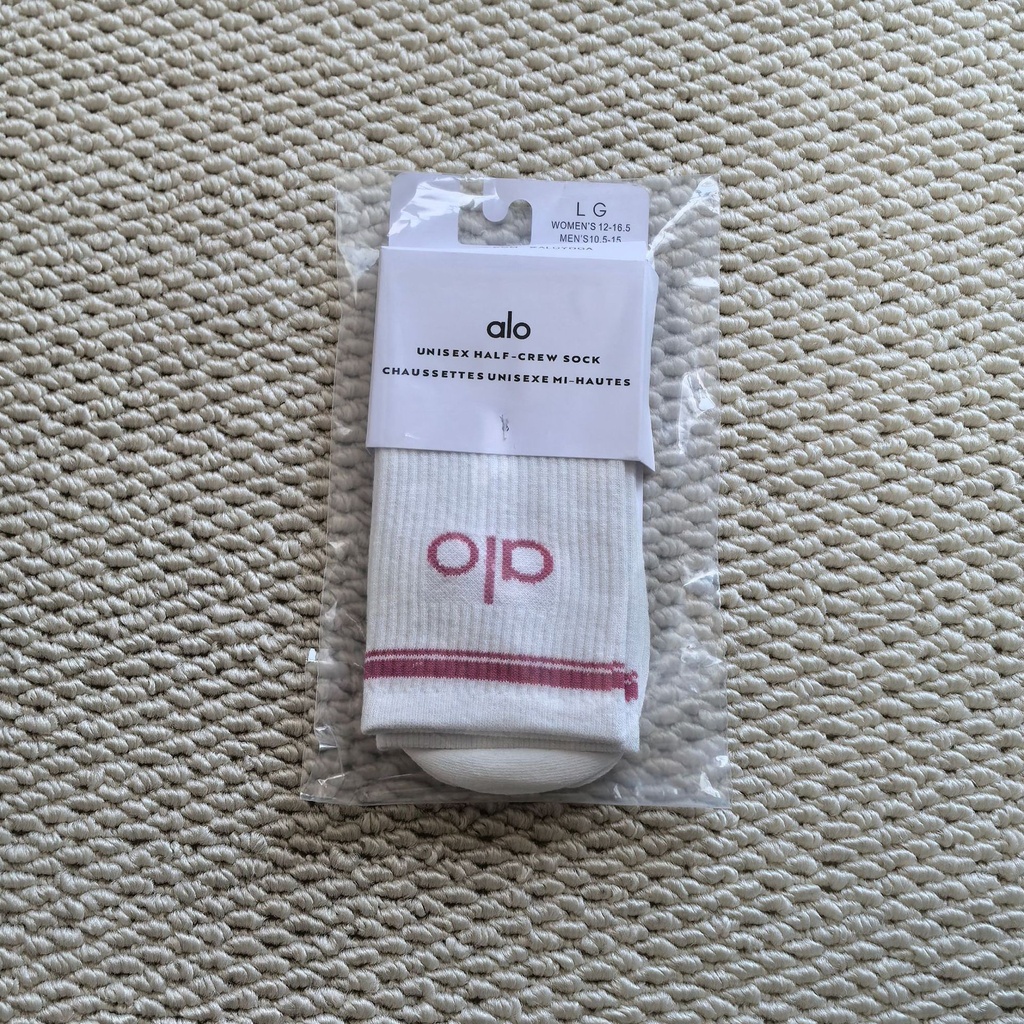 L G
WOMEN'S 12-16.5
MEN'S 10.5-15
alo
UNISEX HALF-CREW SOCK
CHAUSSETTES UNISEXE MI-HAUTES
alo